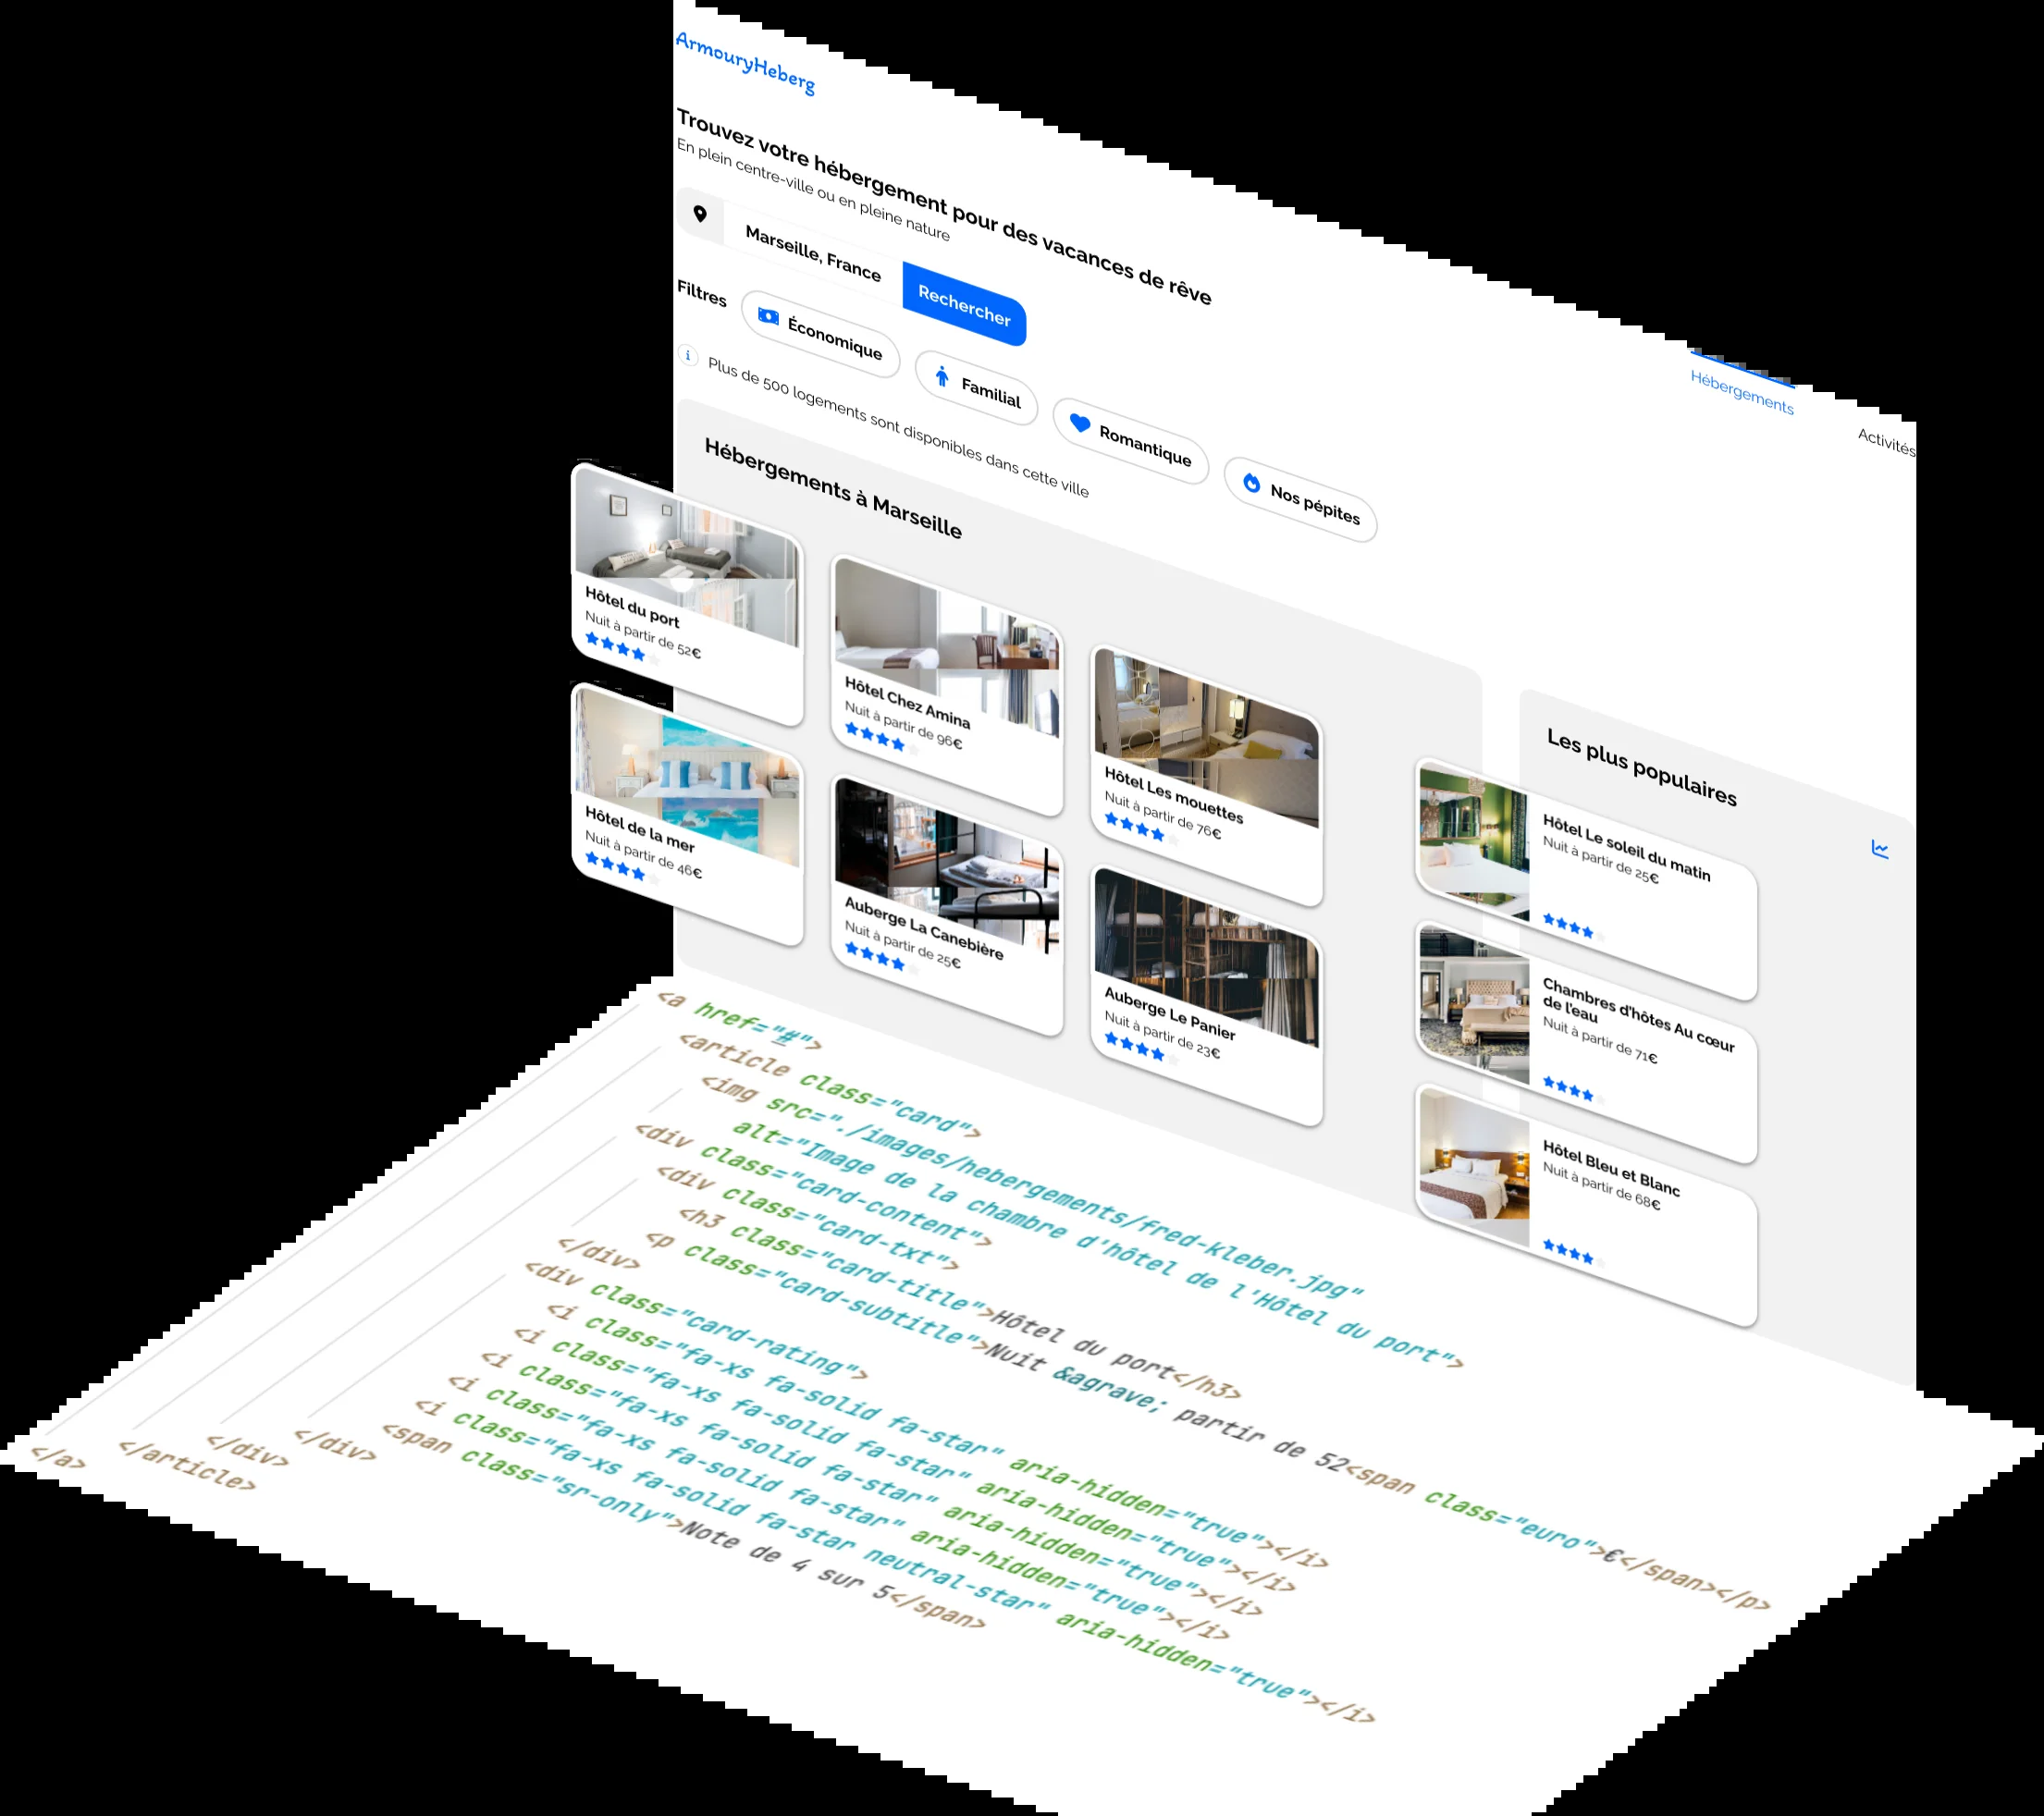 ArmouryHeberg
Hébergements
Activités
Trouvez votre hébergement pour des vacances de rêve
En plein centre-ville ou en pleine nature
Marseille, France
Rechercher
Filtres
Économique
Familial
Romantique
Nos pépites
Plus de 500 logements sont disponibles dans cette ville
Hébergements à Marseille
Hôtel du port
Nuit à partir de 52€
Hôtel Chez Amina
Nuit à partir de 96€
Hôtel Les mouettes
Nuit à partir de 76€
Hôtel de la mer
Nuit à partir de 46€
Auberge La Canebière
Nuit à partir de 25€
Auberge Le Panier
Nuit à partir de 23€
Les plus populaires
Hôtel Le soleil du matin
Nuit à partir de 25€
Chambres d'hôtes Au cœur
de l'eau
Nuit à partir de 71€
Hôtel Bleu et Blanc
Nuit à partir de 68€
<a href="#">
<article class="card">
<img src="./images/hebergements/fred-kleber.jpg"
alt="Image de la chambre d'hôtel de l'Hôtel du port">
<div class="card-content">
<div class="card-txt">
<h3 class="card-title">Hôtel du port</h3>
<p class="card-subtitle">Nuit &agrave; partir de 52<span class="euro">€</span></p>
</div>
<div class="card-rating">
<i class="fa-xs fa-solid fa-star" aria-hidden="true"></i>
<i class="fa-xs fa-solid fa-star" aria-hidden="true"></i>
<i class="fa-xs fa-solid fa-star" aria-hidden="true"></i>
<i class="fa-xs fa-solid fa-star" aria-hidden="true"></i>
<i class="fa-xs fa-solid fa-star neutral-star" aria-hidden="true"></i>
<span class="sr-only">Note de 4 sur 5</span>
</div>
</div>
</article>
</a>